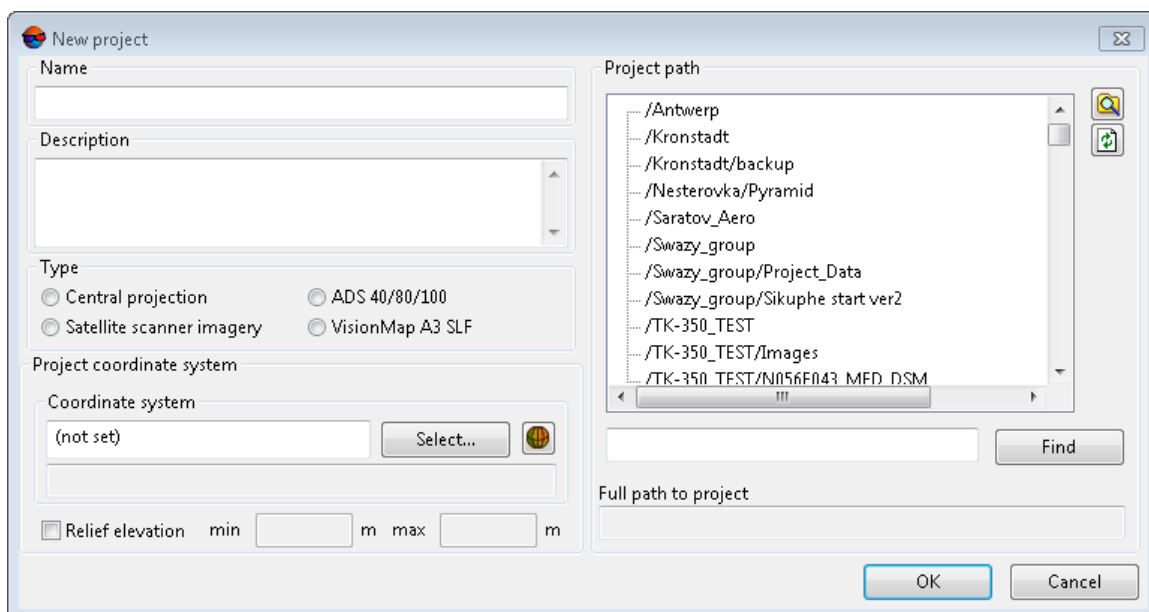 New project
Name
Description
Type
Central projection
ADS 40/80/100
Satellite scanner imagery
VisionMap A3 SLF
Project coordinate system
Coordinate system
(not set)
Select...
Relief elevation min m max m
Project path
/Antwerp
/Kronstadt
/Kronstadt/backup
/Nesterovka/Pyramid
/Saratov_Aero
/Swazy_group
/Swazy_group/Project_Data
/Swazy_group/Sikuphe start ver2
/TK-350_TEST
/TK-350_TEST/Images
/TK-350_TEST/N056E043_MED_DSM
Find
Full path to project
OK
Cancel